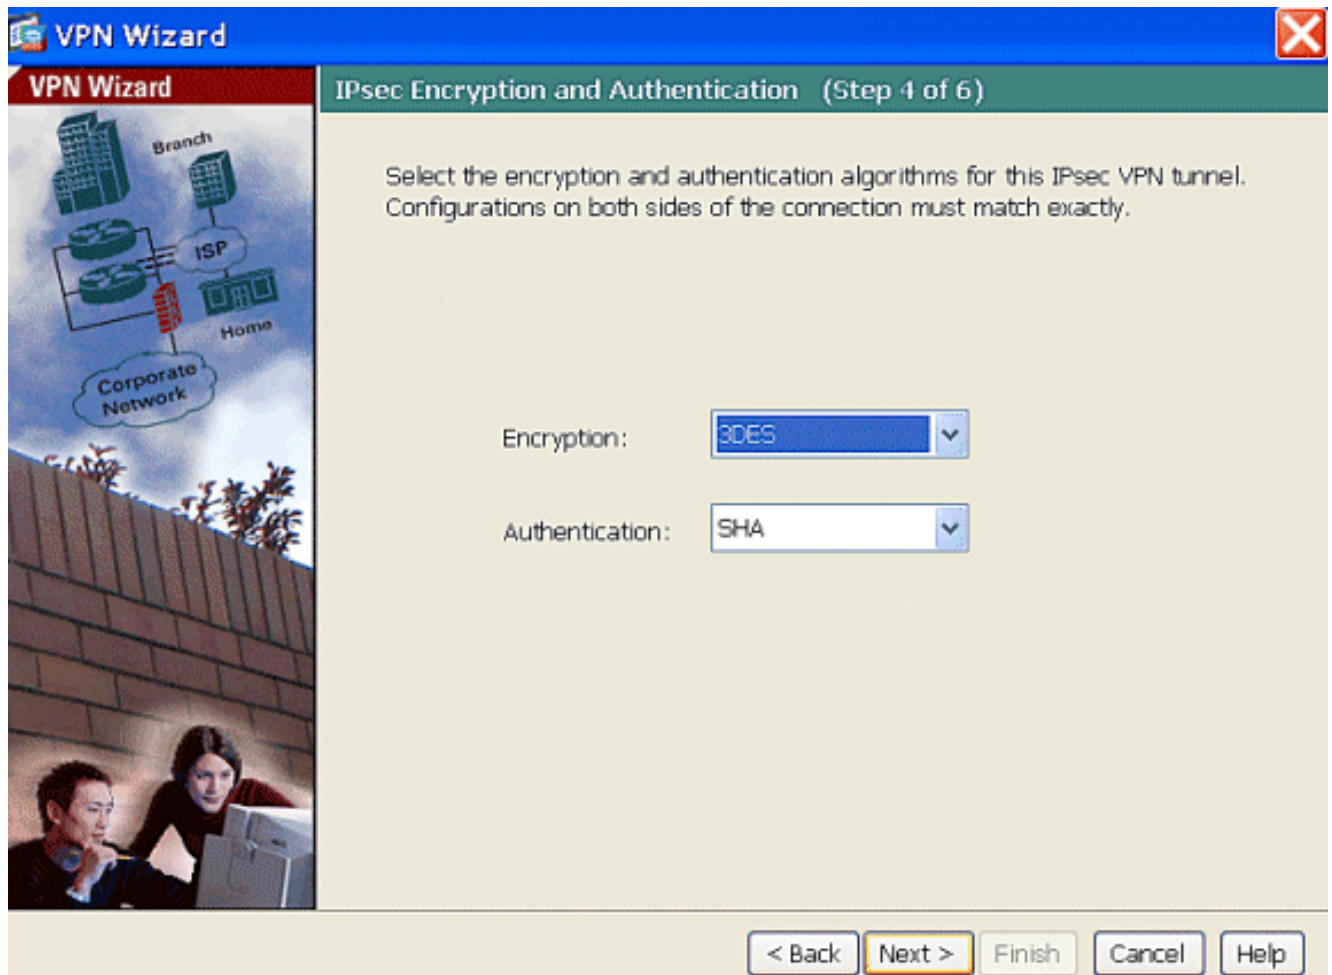 VPN Wizard
VPN Wizard
IPsec Encryption and Authentication (Step 4 of 6)
Branch
ISP
Home
Corporate
Network
Select the encryption and authentication algorithms for this IPsec VPN tunnel.
Configurations on both sides of the connection must match exactly.
Encryption: 3DES
Authentication: SHA
< Back Next > Finish Cancel Help